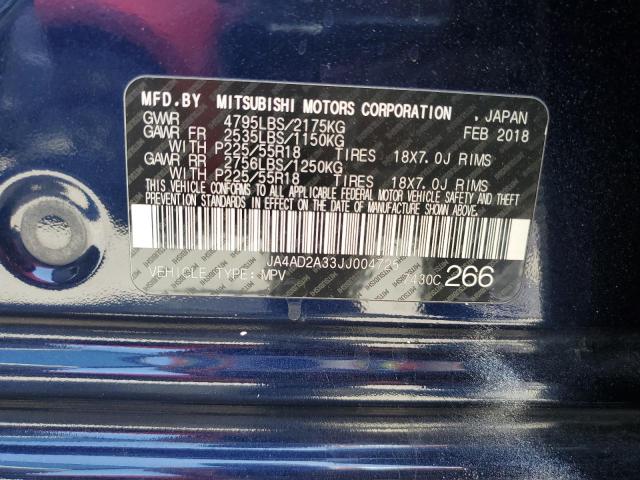 MFD.BY MITSUBISHI MOTORS CORPORATION , JAPAN
GVWR 4795LBS/2175KG FEB 2018
GAWR FR 2535LBS/1150KG
WITH P225/55R18 TIRES 18X7.0J RIMS
GAWR RR 2756LBS/1250KG
WITH P225/55R18 TIRES 18X7.0J RIMS
THIS VEHICLE CONFORMS TO ALL APPLICABLE FEDERAL MOTOR VEHICLE SAFETY AND THEFT
PREVENTION STANDARDS IN EFFECT ON THE DATE OF MANUFACTURE SHOWN ABOVE.
JA4AD2A33JJ004725
VEHICLE TYPE:MPV 7430C 266